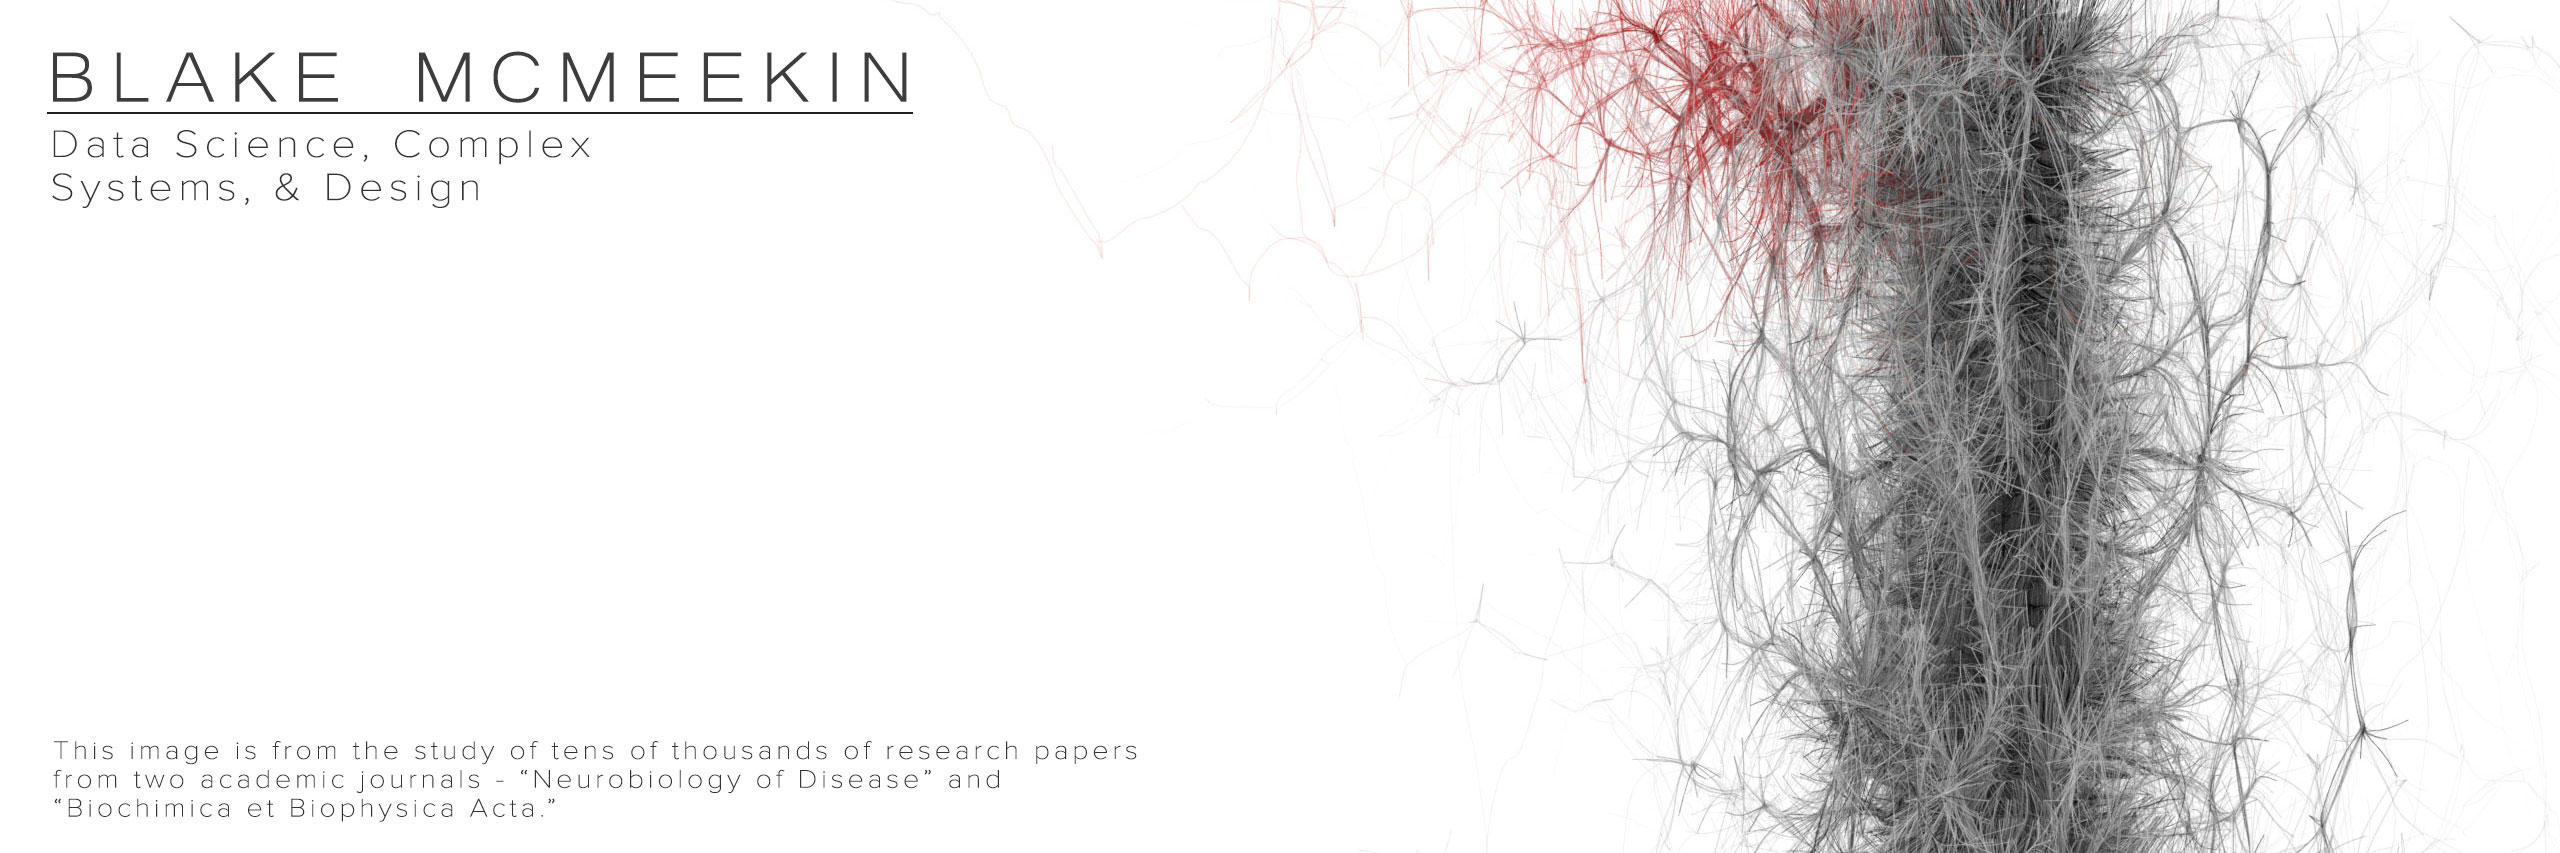 BLAKE MCMEEKIN
Data Science, Complex
Systems, & Design
This image is from the study of tens of thousands of research papers
from two academic journals - “Neurobiology of Disease” and
“Biochimica et Biophysica Acta.”